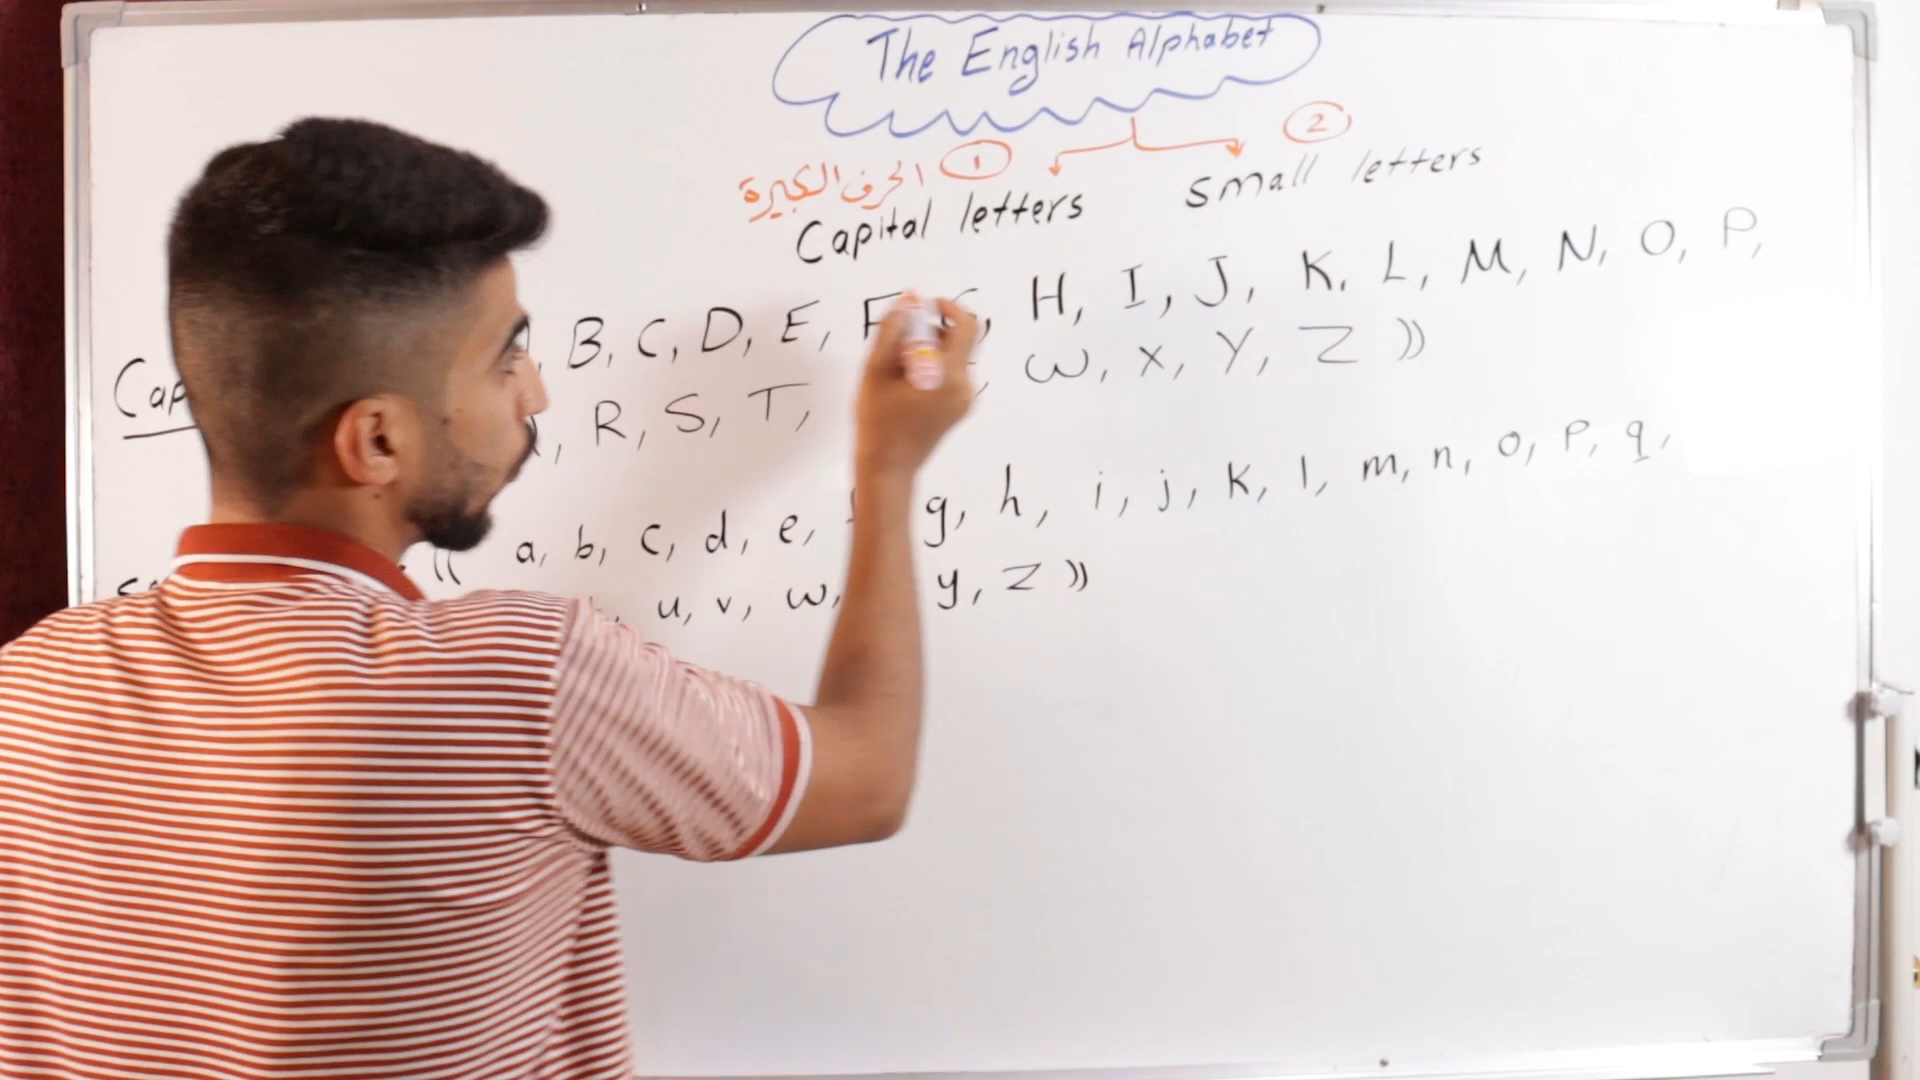 The English Alphabet
① الحرف الكبيرة
②
Capital letters
small letters
B, C, D, E, F, G, H, I, J, K, L, M, N, O, P,
R, S, T, W, X, Y, Z ))
(( a, b, c, d, e, g, h, i, j, k, l, m, n, o, p, q,
u, v, w, y, z ))